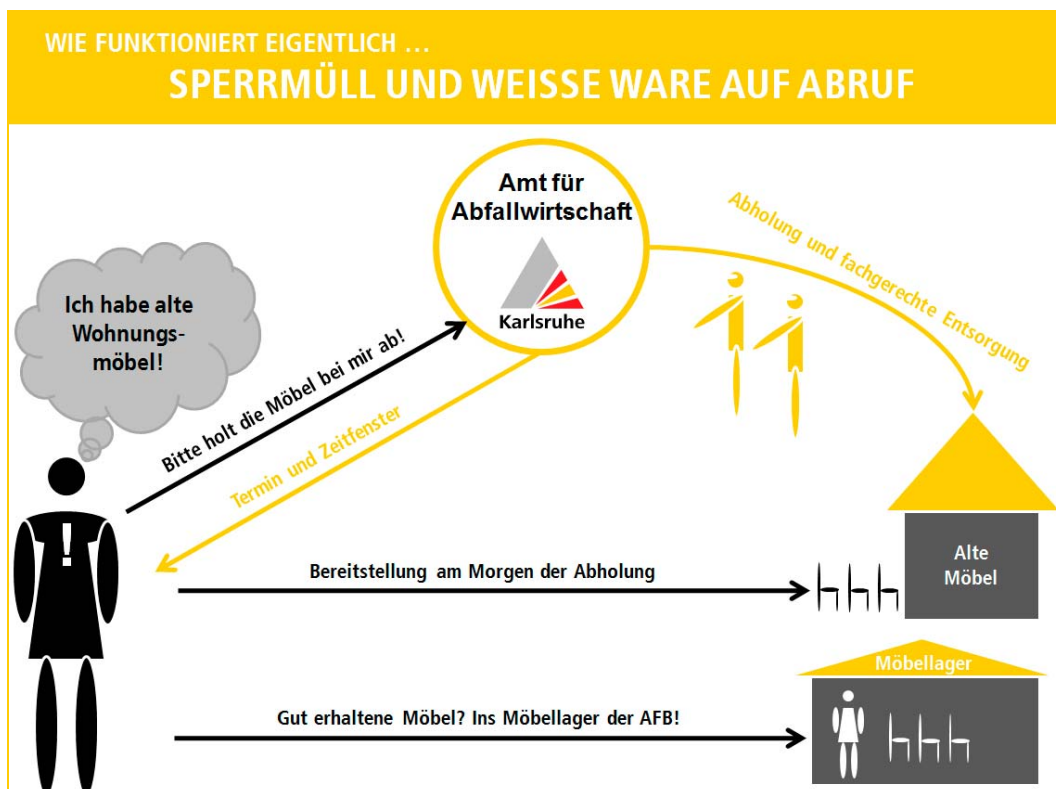 WIE FUNKTIONIERT EIGENTLICH ...
SPERRMÜLL UND WEISSE WARE AUF ABRUF
Amt für
Abfallwirtschaft
Karlsruhe
Abholung und fachgerechte Entsorgung
Ich habe alte
Wohnungs-
möbel!
Bitte holt die Möbel bei mir ab!
Termin und Zeitfenster
!
Bereitstellung am Morgen der Abholung
Alte
Möbel
Möbellager
Gut erhaltene Möbel? Ins Möbellager der AFB!